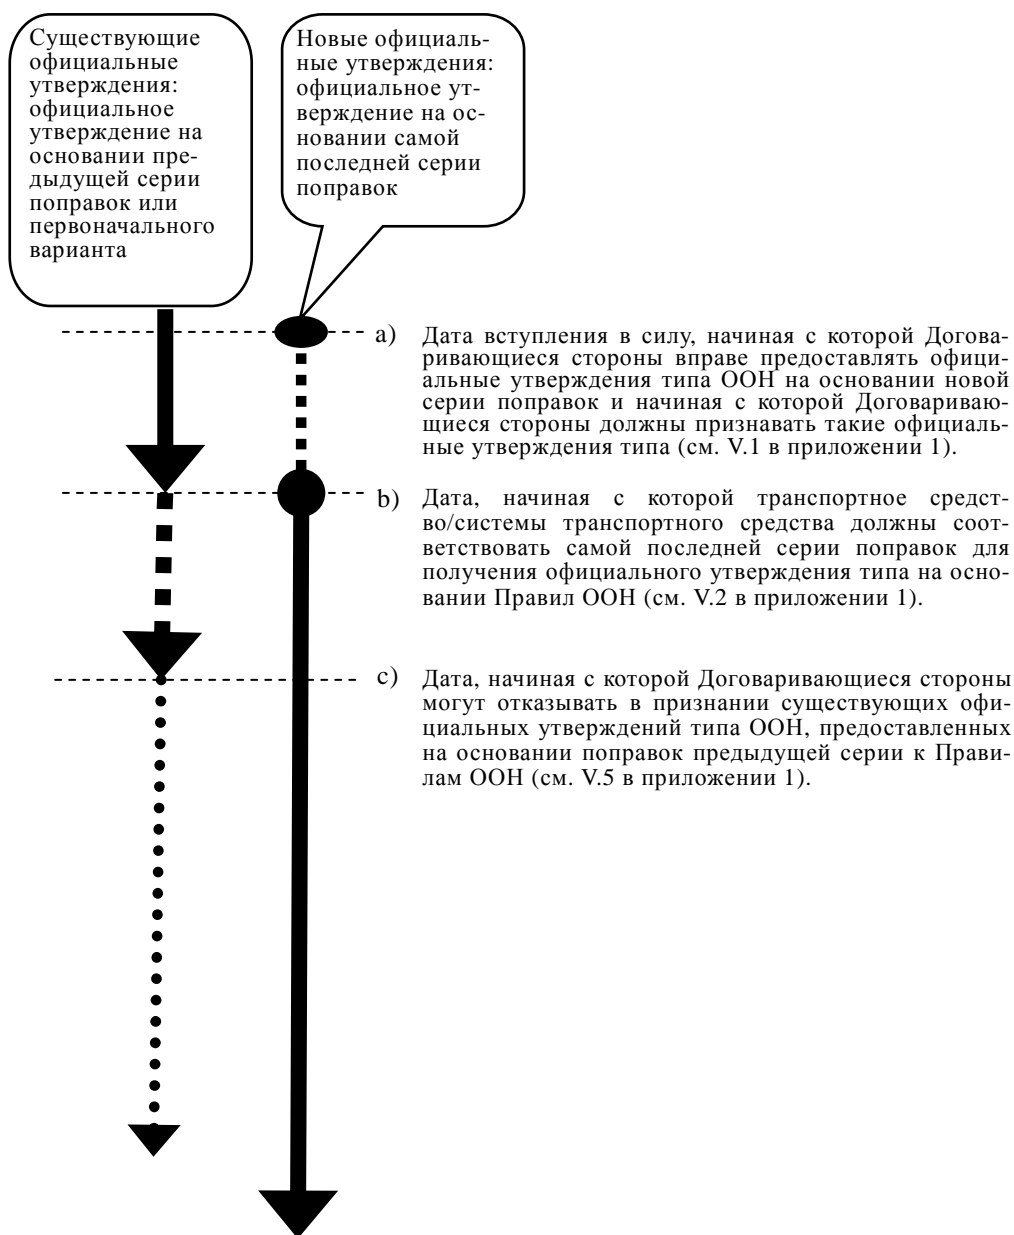 Существующие
официальные
утверждения:
официальное
утверждение на
основании пре-
дыдущей серии
поправок или
первоначального
варианта
Новые официаль-
ные утверждения:
официальное ут-
верждение на ос-
новании самой
последней серии
поправок
a) Дата вступления в силу, начиная с которой Догова-
ривающиеся стороны вправе предоставлять офици-
альные утверждения типа ООН на основании новой
серии поправок и начиная с которой Договариваю-
щиеся стороны должны признавать такие официаль-
ные утверждения типа (см. V.1 в приложении 1).
b) Дата, начиная с которой транспортное средст-
во/системы транспортного средства должны соот-
ветствовать самой последней серии поправок для
получения официального утверждения типа на осно-
вании Правил ООН (см. V.2 в приложении 1).
c) Дата, начиная с которой Договаривающиеся стороны
могут отказывать в признании существующих офи-
циальных утверждений типа ООН, предоставленных
на основании поправок предыдущей серии к Прави-
лам ООН (см. V.5 в приложении 1).